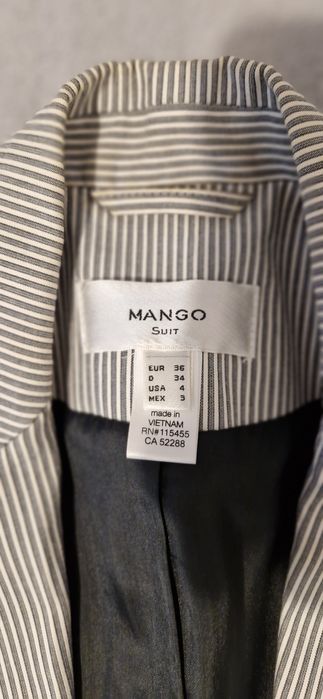 MANGO
SUIT
EUR 36
D 34
USA 4
MEX 3
made in
VIETNAM
RN#115455
CA 52288